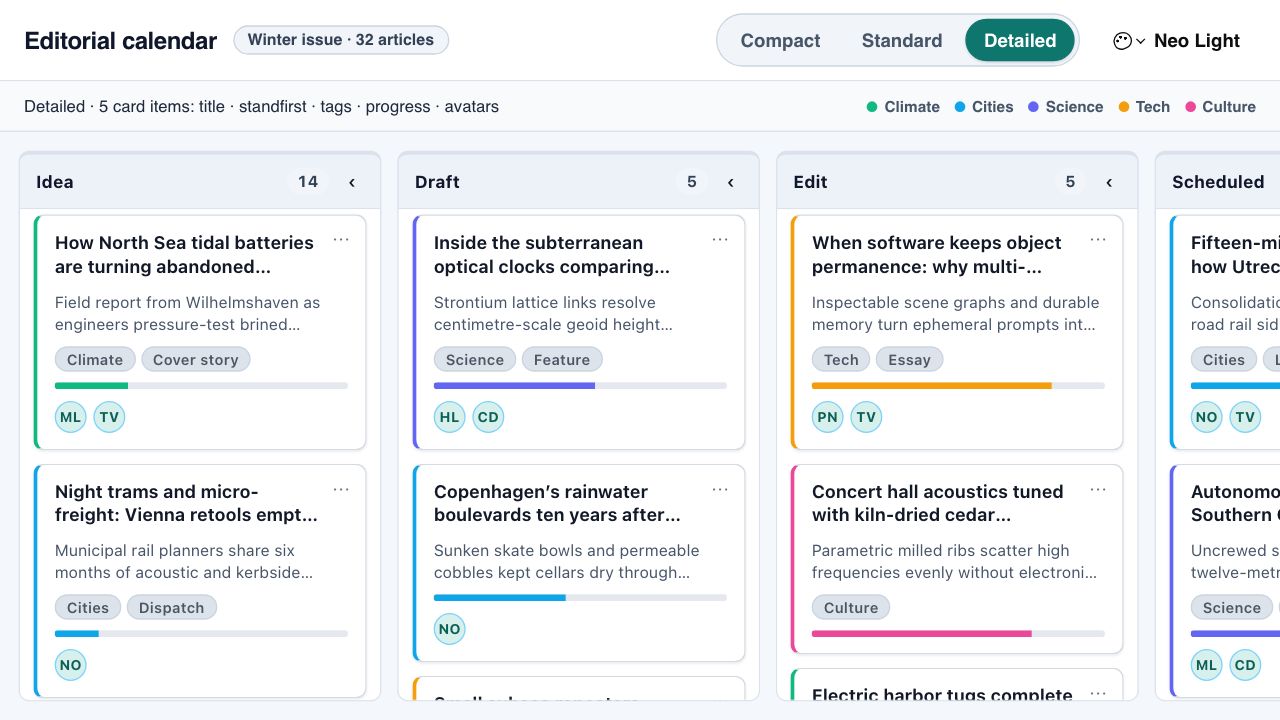 Editorial calendar
Winter issue · 32 articles
Compact
Standard
Detailed
Neo Light
Detailed · 5 card items: title · standfirst · tags · progress · avatars
Climate
Cities
Science
Tech
Culture
Idea
14
How North Sea tidal batteries
are turning abandoned...
Field report from Wilhelmshaven as
engineers pressure-test brined...
Climate
Cover story
ML
TV
Night trams and micro-
freight: Vienna retools empt...
Municipal rail planners share six
months of acoustic and kerbside...
Cities
Dispatch
NO
Draft
5
Inside the subterranean
optical clocks comparing...
Strontium lattice links resolve
centimetre-scale geoid height...
Science
Feature
HL
CD
Copenhagen’s rainwater
boulevards ten years after...
Sunken skate bowls and permeable
cobbles kept cellars dry through...
NO
Edit
5
When software keeps object
permanence: why multi-...
Inspectable scene graphs and durable
memory turn ephemeral prompts int...
Tech
Essay
PN
TV
Concert hall acoustics tuned
with kiln-dried cedar...
Parametric milled ribs scatter high
frequencies evenly without electroni...
Culture
Electric harbor tugs complete
Scheduled
Fifteen-mi
how Utrec
Consolidatio
road rail sid
Cities
NO
TV
Autonomo
Southern
Uncrewed s
twelve-metr
Science
ML
CD